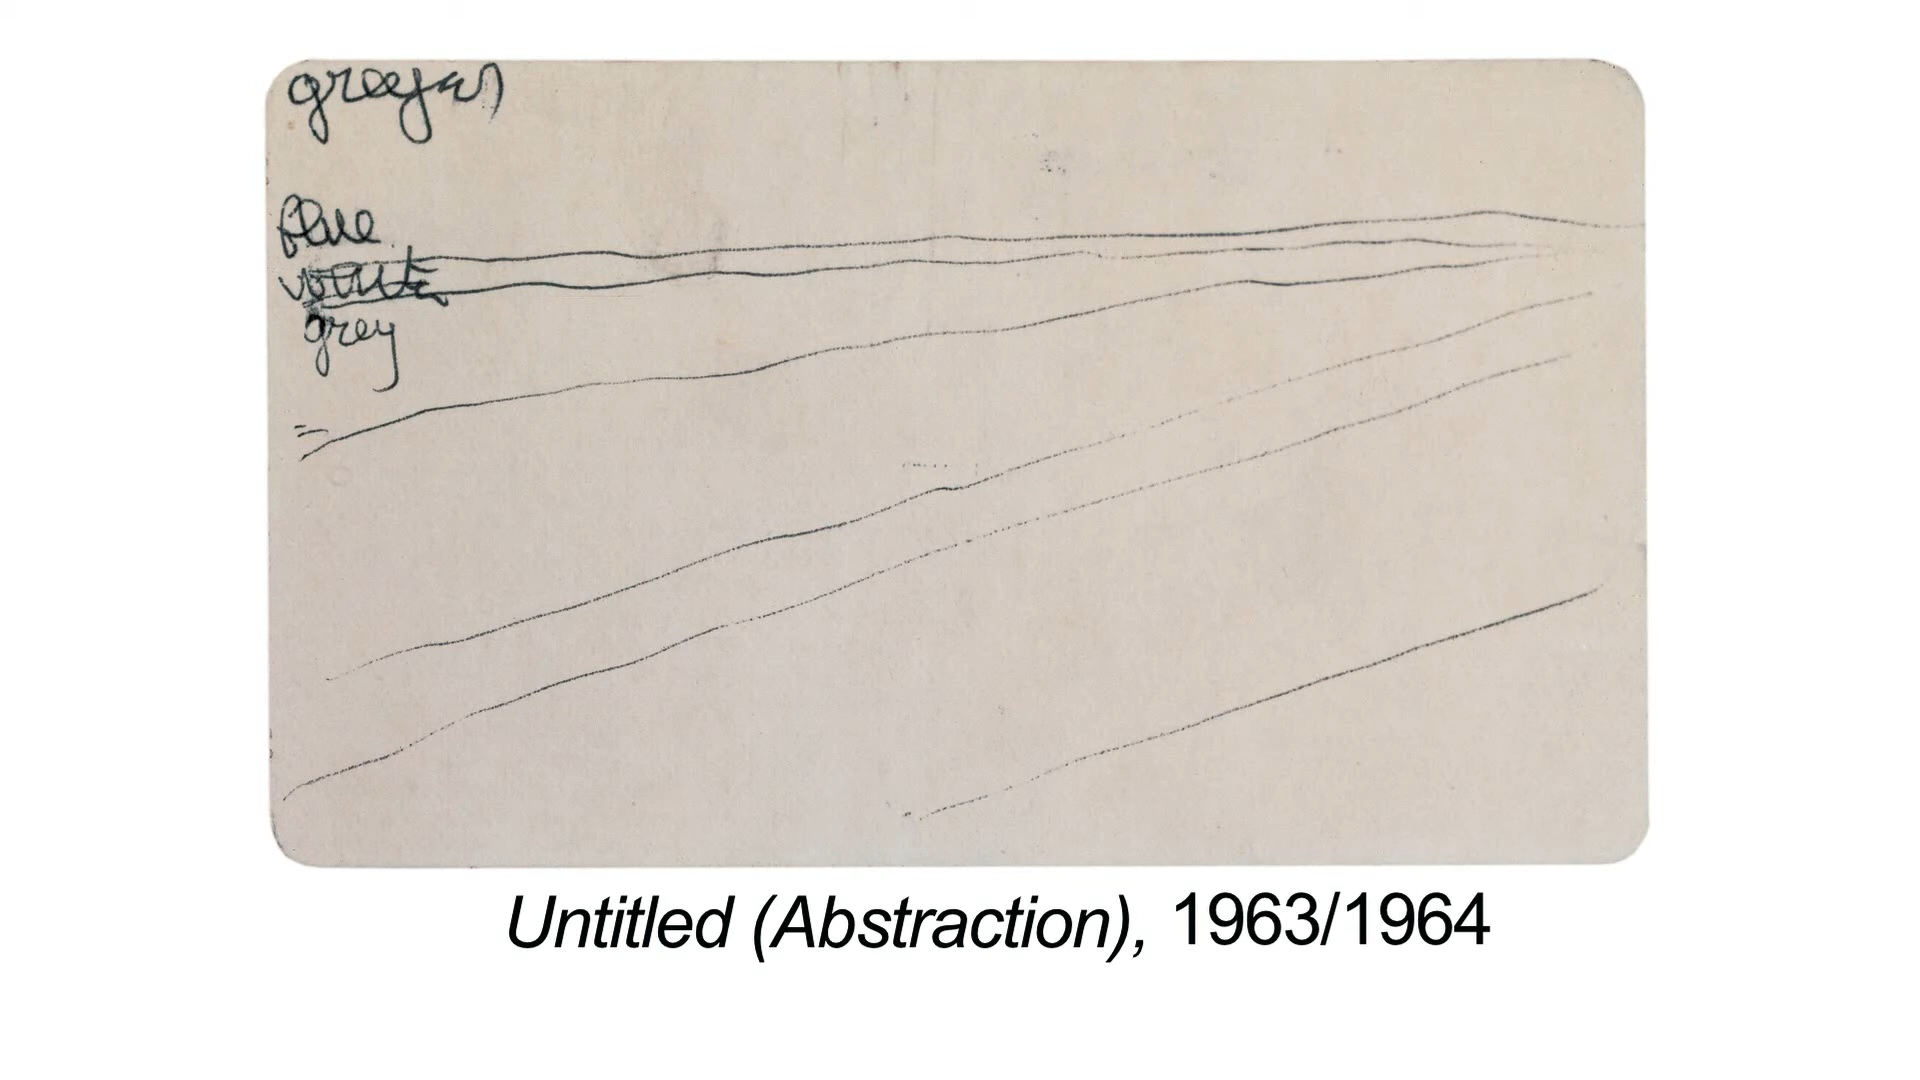 blue
white
grey
Untitled (Abstraction), 1963/1964